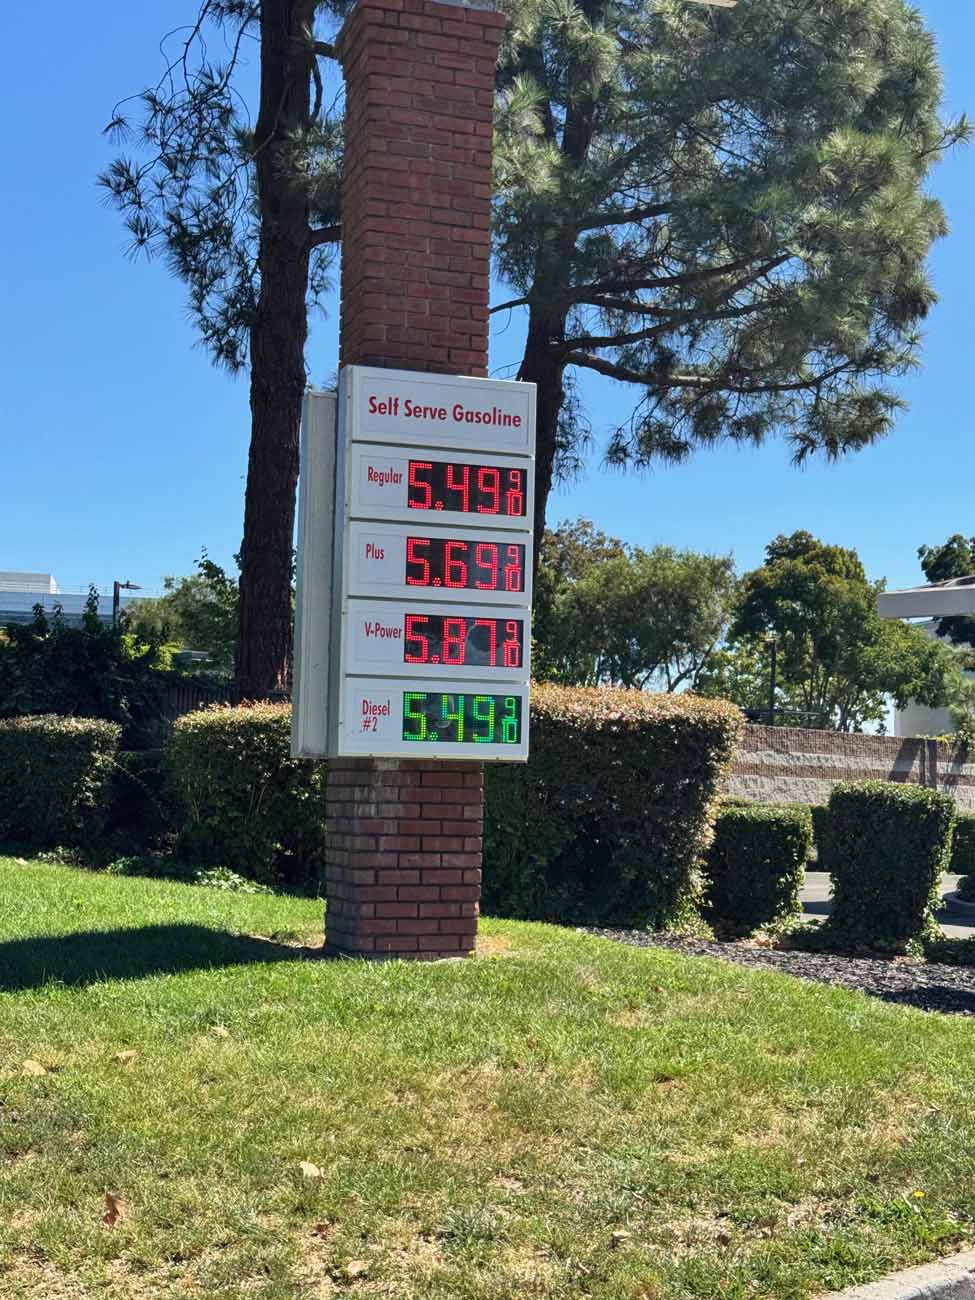 Self Serve Gasoline
Regular 5.49 9/10
Plus 5.69 9/10
V-Power 5.87 9/10
Diesel #2 5.49 9/10